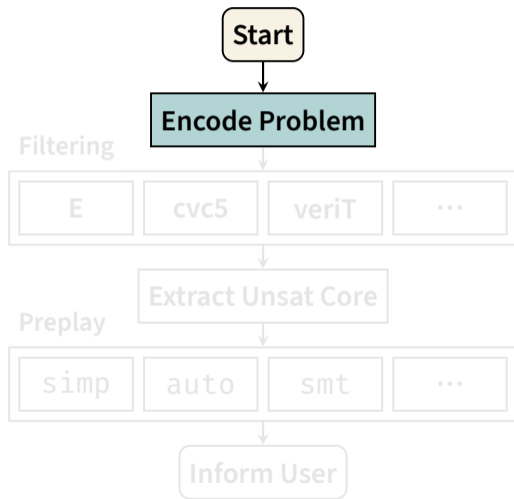 Start
Encode Problem
Filtering
E cvc5 veriT ...
Extract Unsat Core
Preplay
simp auto smt ...
Inform User